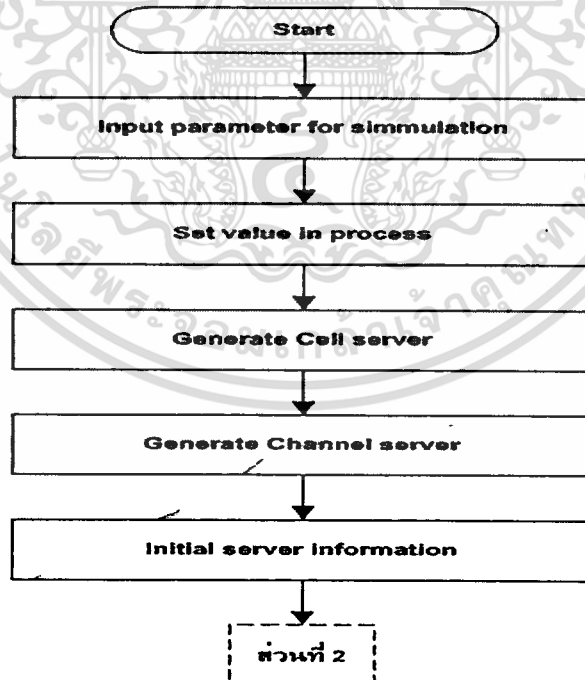 Start
Input parameter for simmulation
Set value in process
Generate Cell server
Generate Channel server
Initial server information
ส่วนที่ 2